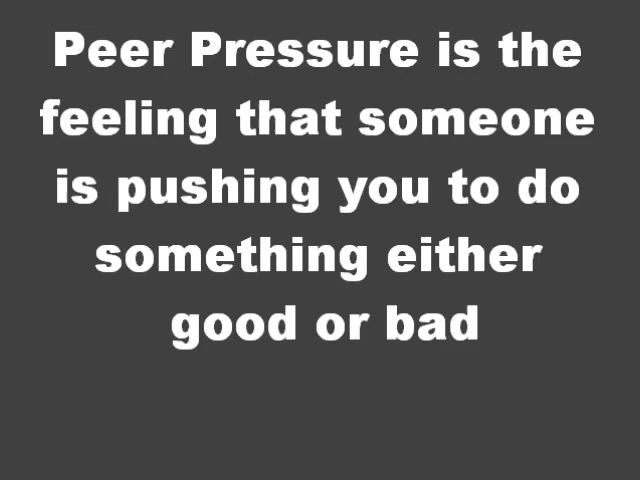 Peer Pressure is the
feeling that someone
is pushing you to do
something either
good or bad